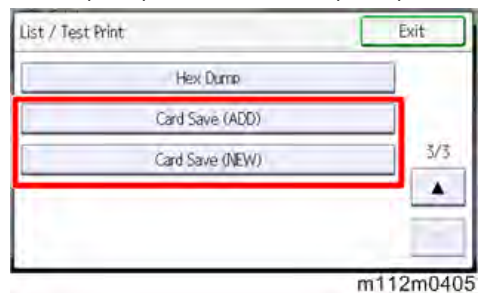 List / Test Print
Exit
Hex Dump
Card Save (ADD)
Card Save (NEW)
3/3
▲
m112m0405